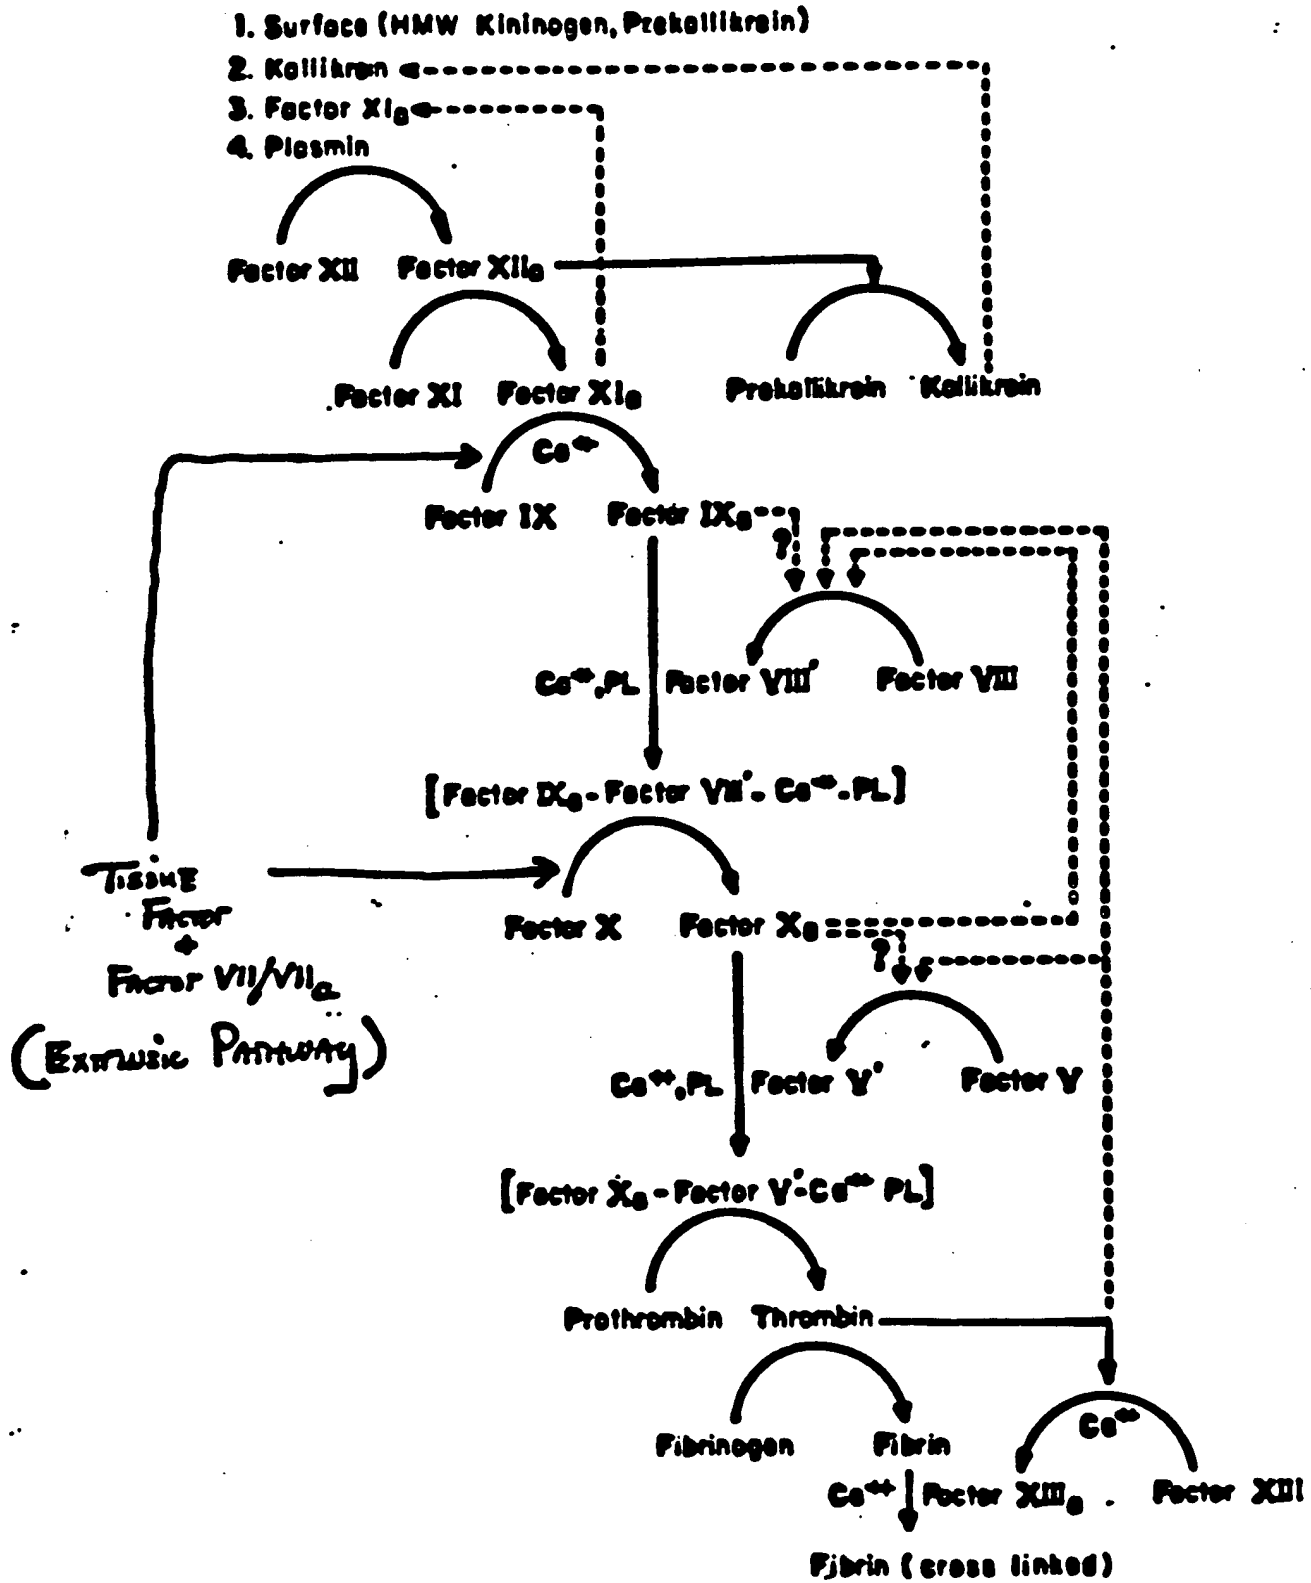 1. Surface (HMW Kininogen, Prekallikrein)
2. Kallikrein
3. Factor XIa
4. Plasmin
Factor XII Factor XIIa
Factor XI Factor XIa Prekallikrein Kallikrein
Ca++
Factor IX Factor IXa
?
Ca++, PL Factor VIII' Factor VIII
[Factor IXa - Factor VIII' - Ca++ - PL]
Tissue
Factor
+
Factor VII/VIIa
(Extrinsic Pathway)
Factor X Factor Xa
?
Ca++, PL Factor V' Factor V
[Factor Xa - Factor V' - Ca++ PL]
Prothrombin Thrombin
Ca++
Fibrinogen Fibrin
Ca++ Factor XIIIa Factor XIII
Fibrin (cross linked)